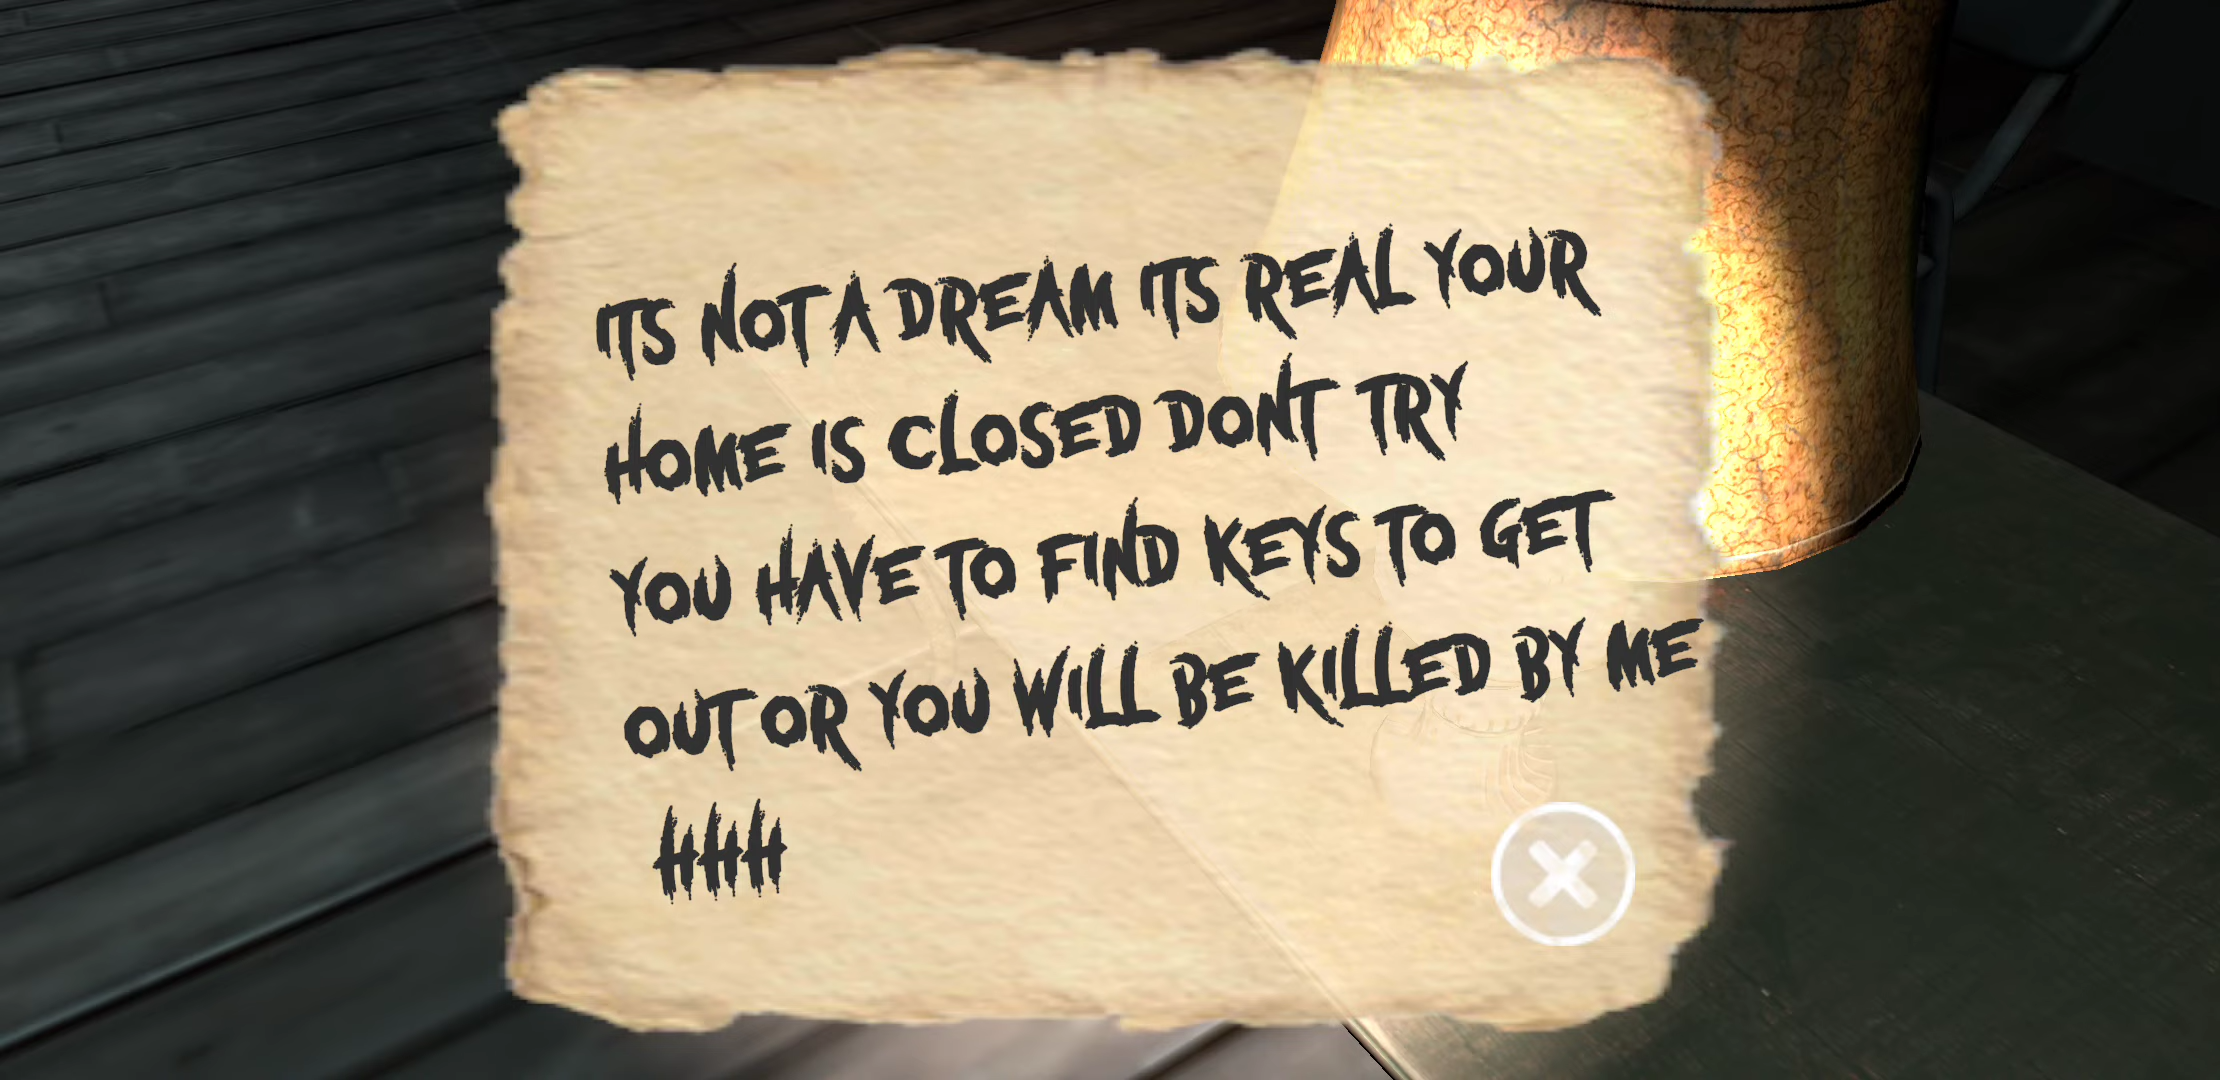 ITS NOT A DREAM ITS REAL YOUR
HOME IS CLOSED DONT TRY
YOU HAVE TO FIND KEYS TO GET
OUT OR YOU WILL BE KILLED BY ME
HHH